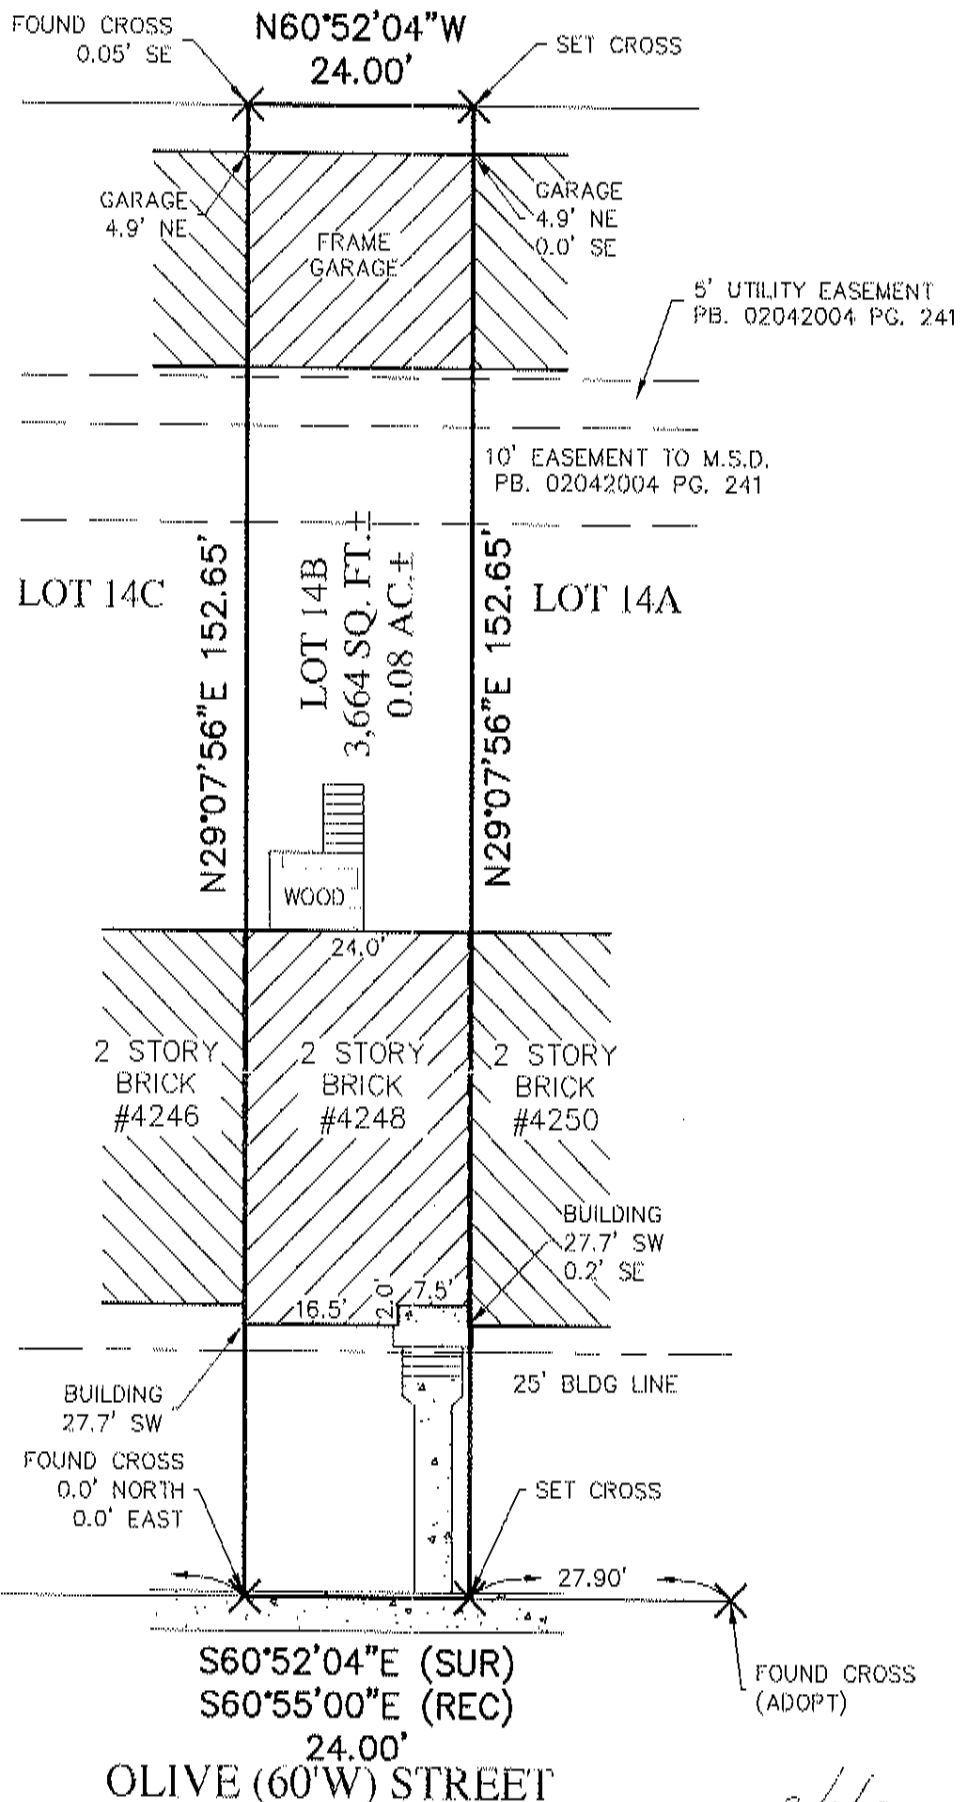 FOUND CROSS
0.05' SE
N60°52'04"W
24.00'
SET CROSS
GARAGE
4.9' NE
FRAME
GARAGE
GARAGE
4.9' NE
0.0' SE
5' UTILITY EASEMENT
PB. 02042004 PG. 241
10' EASEMENT TO M.S.D.
PB. 02042004 PG. 241
LOT 14C
N29°07'56"E 152.65'
LOT 14B
3,664 SQ. FT.±
0.08 AC.±
N29°07'56"E 152.65'
LOT 14A
WOOD
24.0'
2 STORY
BRICK
#4246
2 STORY
BRICK
#4248
2 STORY
BRICK
#4250
BUILDING
27.7' SW
0.2' SE
16.5'
2.0'
7.5'
25' BLDG LINE
BUILDING
27.7' SW
FOUND CROSS
0.0' NORTH
0.0' EAST
SET CROSS
27.90'
FOUND CROSS
(ADOPT)
S60°52'04"E (SUR)
S60°55'00"E (REC)
24.00'
OLIVE (60'W) STREET